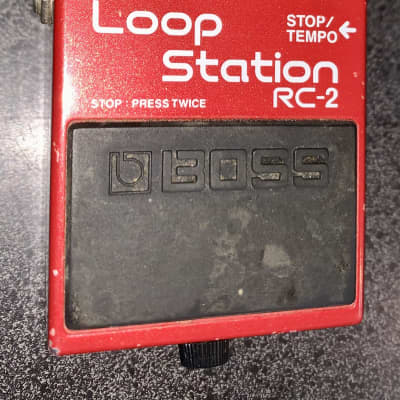 Loop
STOP/
TEMPO←
Station
RC-2
STOP : PRESS TWICE
BOSS